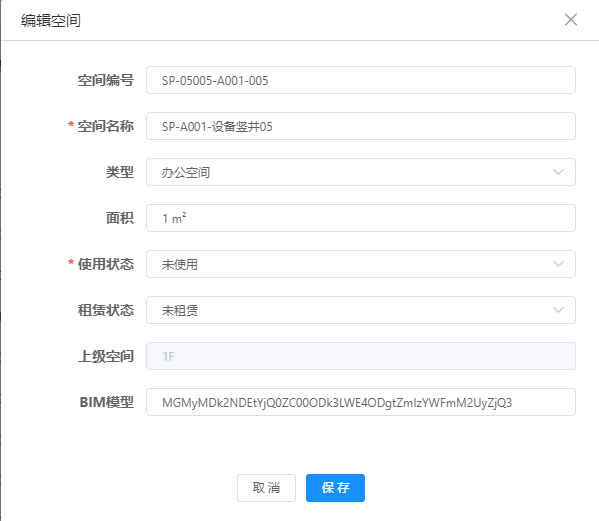 编辑空间
空间编号 SP-05005-A001-005
* 空间名称 SP-A001-设备竖井05
类型 办公空间
面积 1 m²
* 使用状态 未使用
租赁状态 未租赁
上级空间 1F
BIM模型 MGMyMDk2NDEtYjQ0ZC00ODk3LWE4ODgtZmIzYWFmM2UyZjQ3
取消 保存